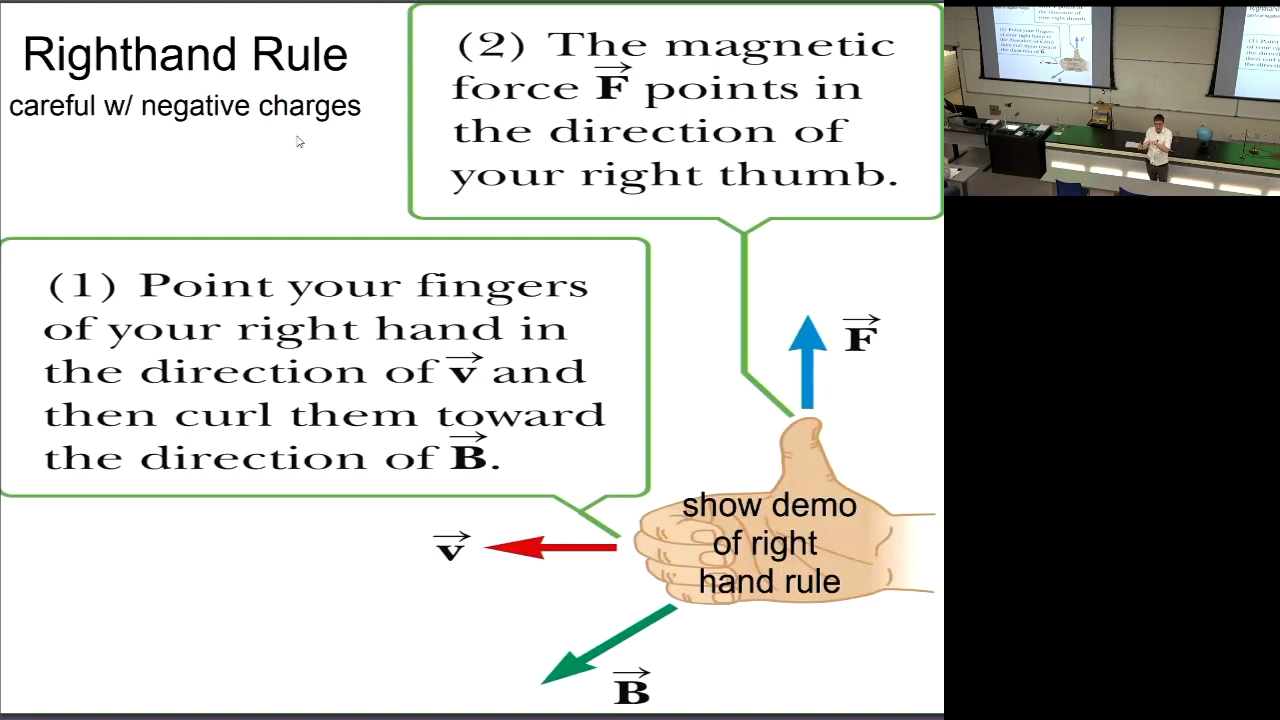 Righthand Rule
careful w/ negative charges
(2) The magnetic
force F points in
the direction of
your right thumb.
(1) Point your fingers
of your right hand in
the direction of v and
then curl them toward
the direction of B.
F
show demo
of right
hand rule
v
B